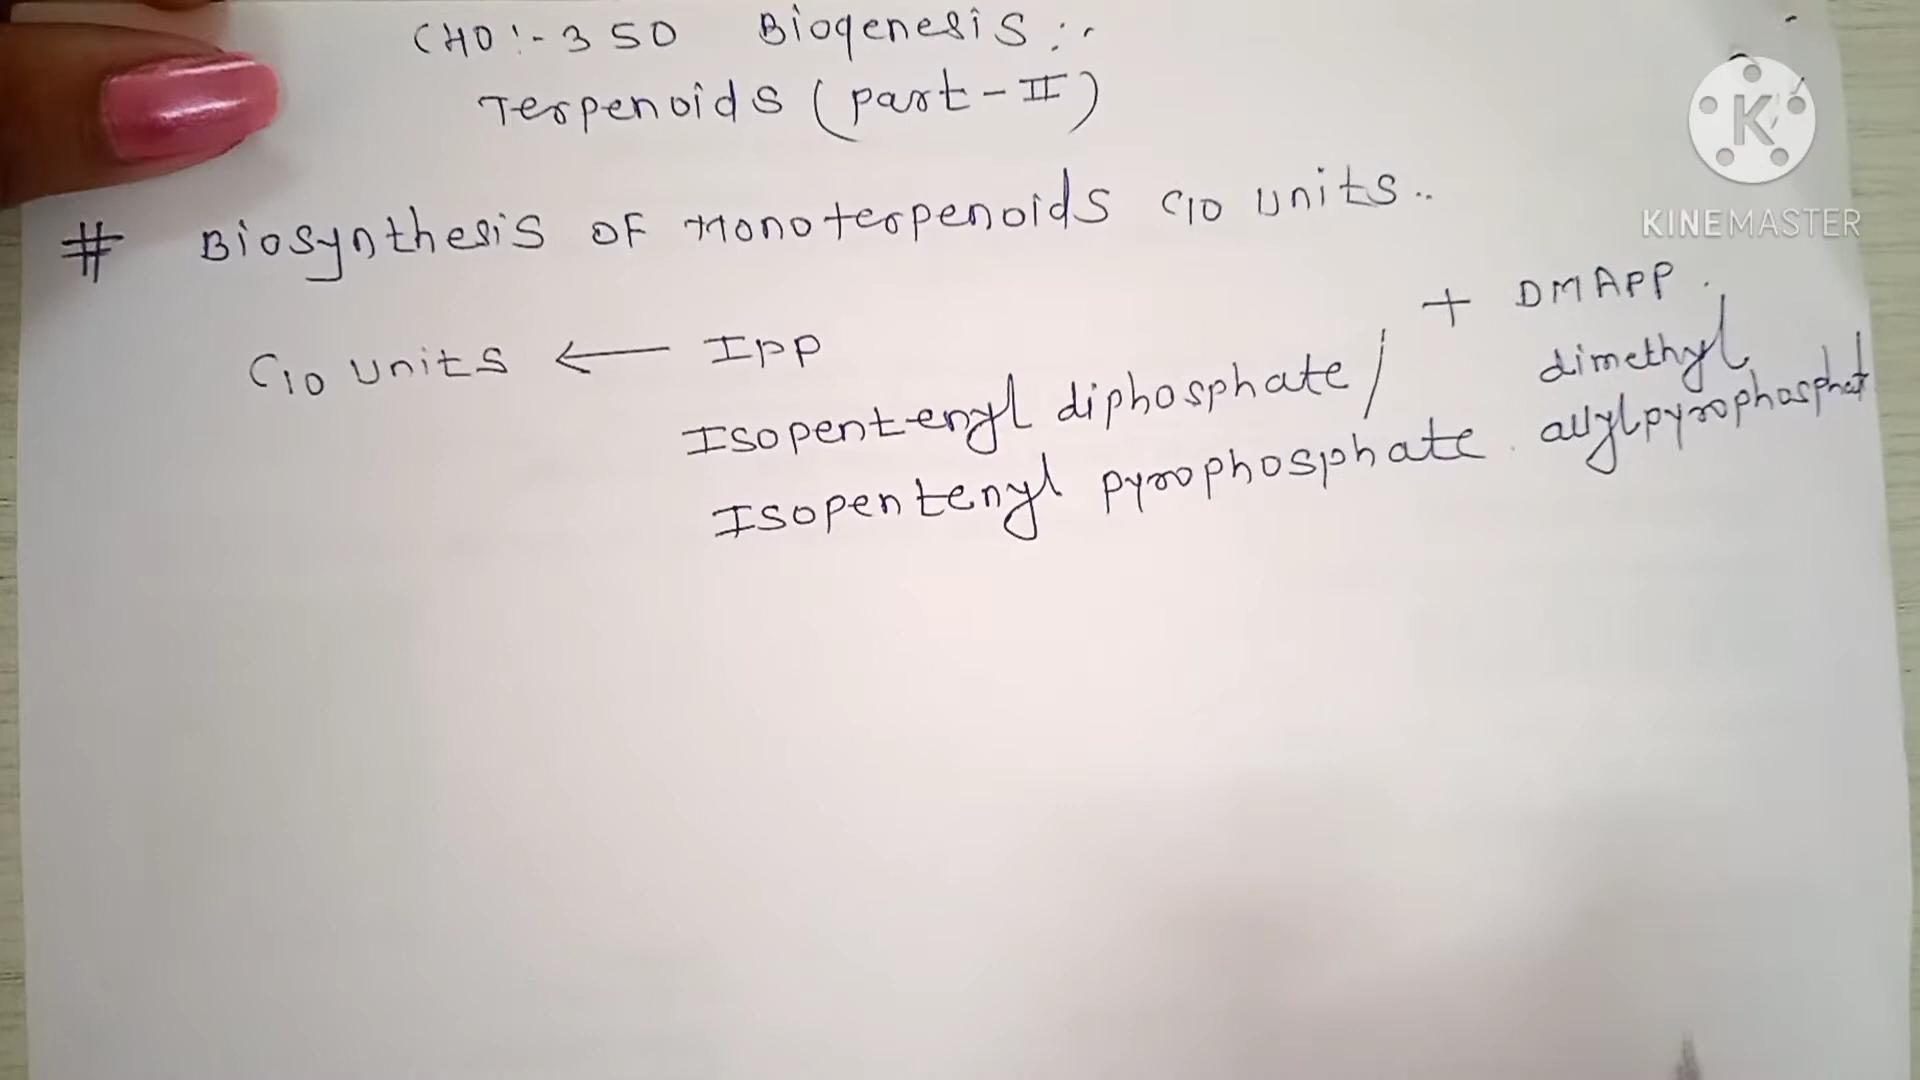 CHO:-350 Biogenesis:-
Terpenoids (part-II)
# Biosynthesis OF Monoterpenoids C10 units..
C10 units ← IPP + DMAPP.
Isopentenyl diphosphate/ dimethyl
Isopentenyl pyrophosphate. allylpyrophosphat
K
KINEMASTER